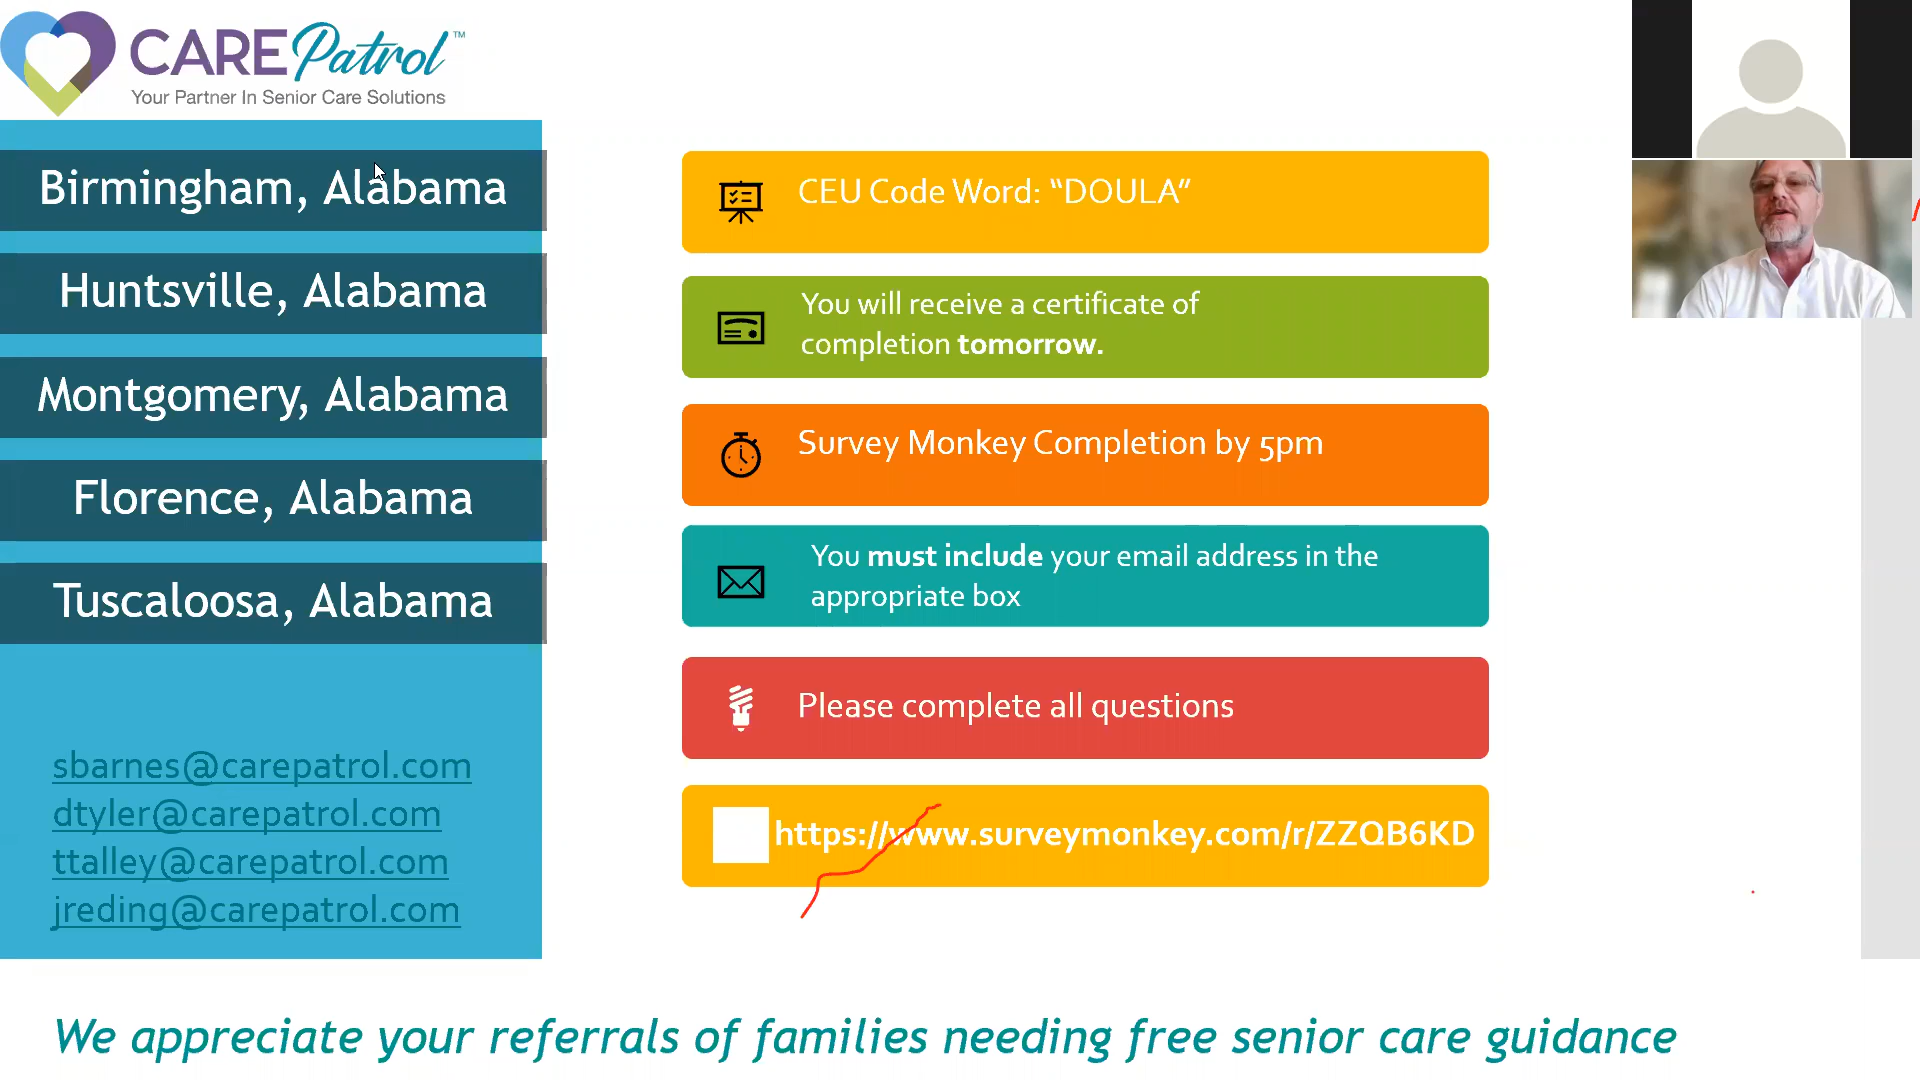 CAREPatrol™
Your Partner In Senior Care Solutions
Birmingham, Alabama
Huntsville, Alabama
Montgomery, Alabama
Florence, Alabama
Tuscaloosa, Alabama
sbarnes@carepatrol.com
dtyler@carepatrol.com
ttalley@carepatrol.com
jreding@carepatrol.com
CEU Code Word: “DOULA”
You will receive a certificate of
completion tomorrow.
Survey Monkey Completion by 5pm
You must include your email address in the
appropriate box
Please complete all questions
https://www.surveymonkey.com/r/ZZQB6KD
We appreciate your referrals of families needing free senior care guidance